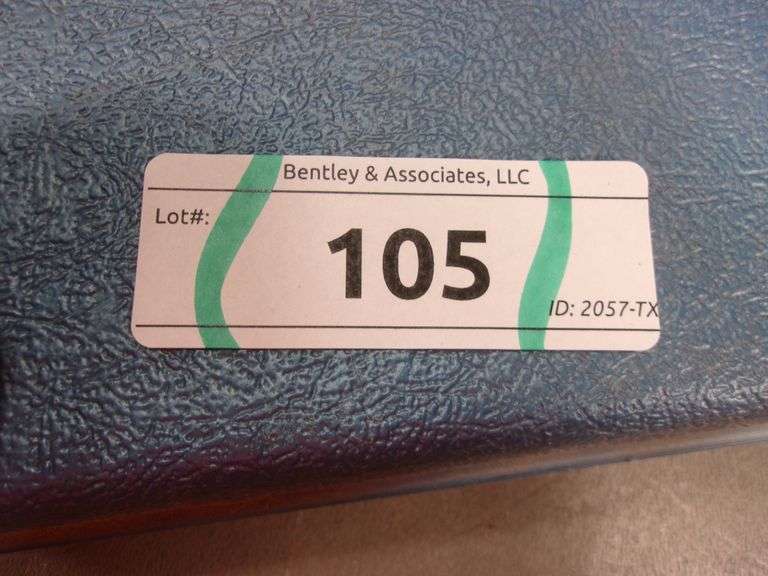 Bentley & Associates, LLC
Lot#:
105
ID: 2057-TX